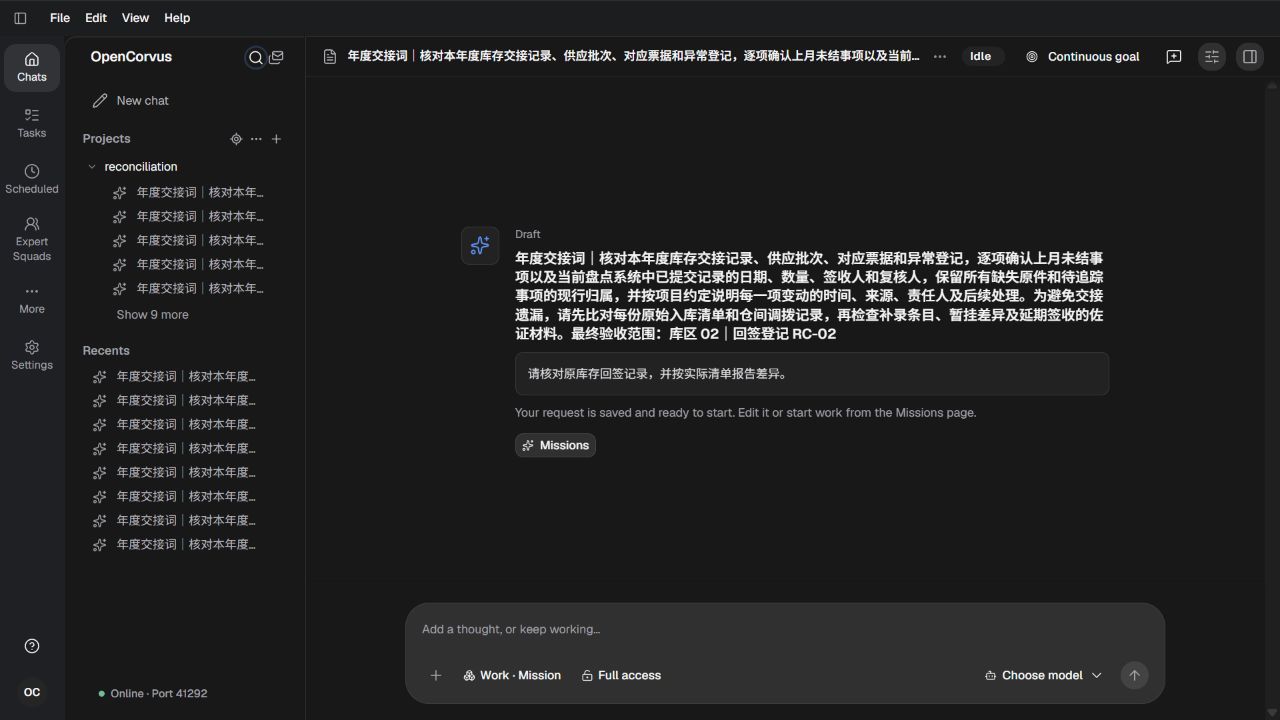 File Edit View Help
OpenCorvus
年度交接词｜核对本年度库存交接记录、供应批次、对应票据和异常登记，逐项确认上月未结事项以及当前...
Idle
Continuous goal
Chats
Tasks
Scheduled
Expert
Squads
More
Settings
OC
New chat
Projects
reconciliation
年度交接词｜核对本年...
年度交接词｜核对本年...
年度交接词｜核对本年...
年度交接词｜核对本年...
年度交接词｜核对本年...
Show 9 more
Recents
年度交接词｜核对本年度...
年度交接词｜核对本年度...
年度交接词｜核对本年度...
年度交接词｜核对本年度...
年度交接词｜核对本年度...
年度交接词｜核对本年度...
年度交接词｜核对本年度...
年度交接词｜核对本年度...
Online · Port 41292
Draft
年度交接词｜核对本年度库存交接记录、供应批次、对应票据和异常登记，逐项确认上月未结事
项以及当前盘点系统中已提交记录的日期、数量、签收人和复核人，保留所有缺失原件和待追踪
事项的现行归属，并按项目约定说明每一项变动的时间、来源、责任人及后续处理。为避免交接
遗漏，请先比对每份原始入库清单和仓间调拨记录，再检查补录条目、暂挂差异及延期签收的佐
证材料。最终验收范围：库区 02｜回签登记 RC-02
请核对原库存回签记录，并按实际清单报告差异。
Your request is saved and ready to start. Edit it or start work from the Missions page.
Missions
Add a thought, or keep working...
Work · Mission
Full access
Choose model